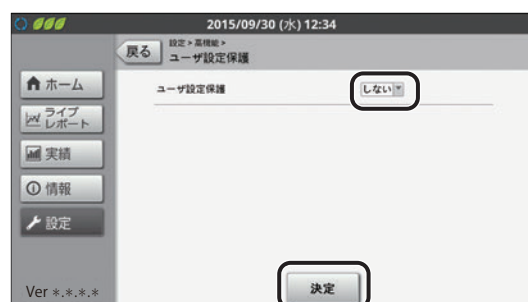 2015/09/30 (水) 12:34
戻る
設定＞高機能＞
ユーザ設定保護
ホーム
ライブ
レポート
実績
情報
設定
Ver *.*.*.*
ユーザ設定保護
しない
決定